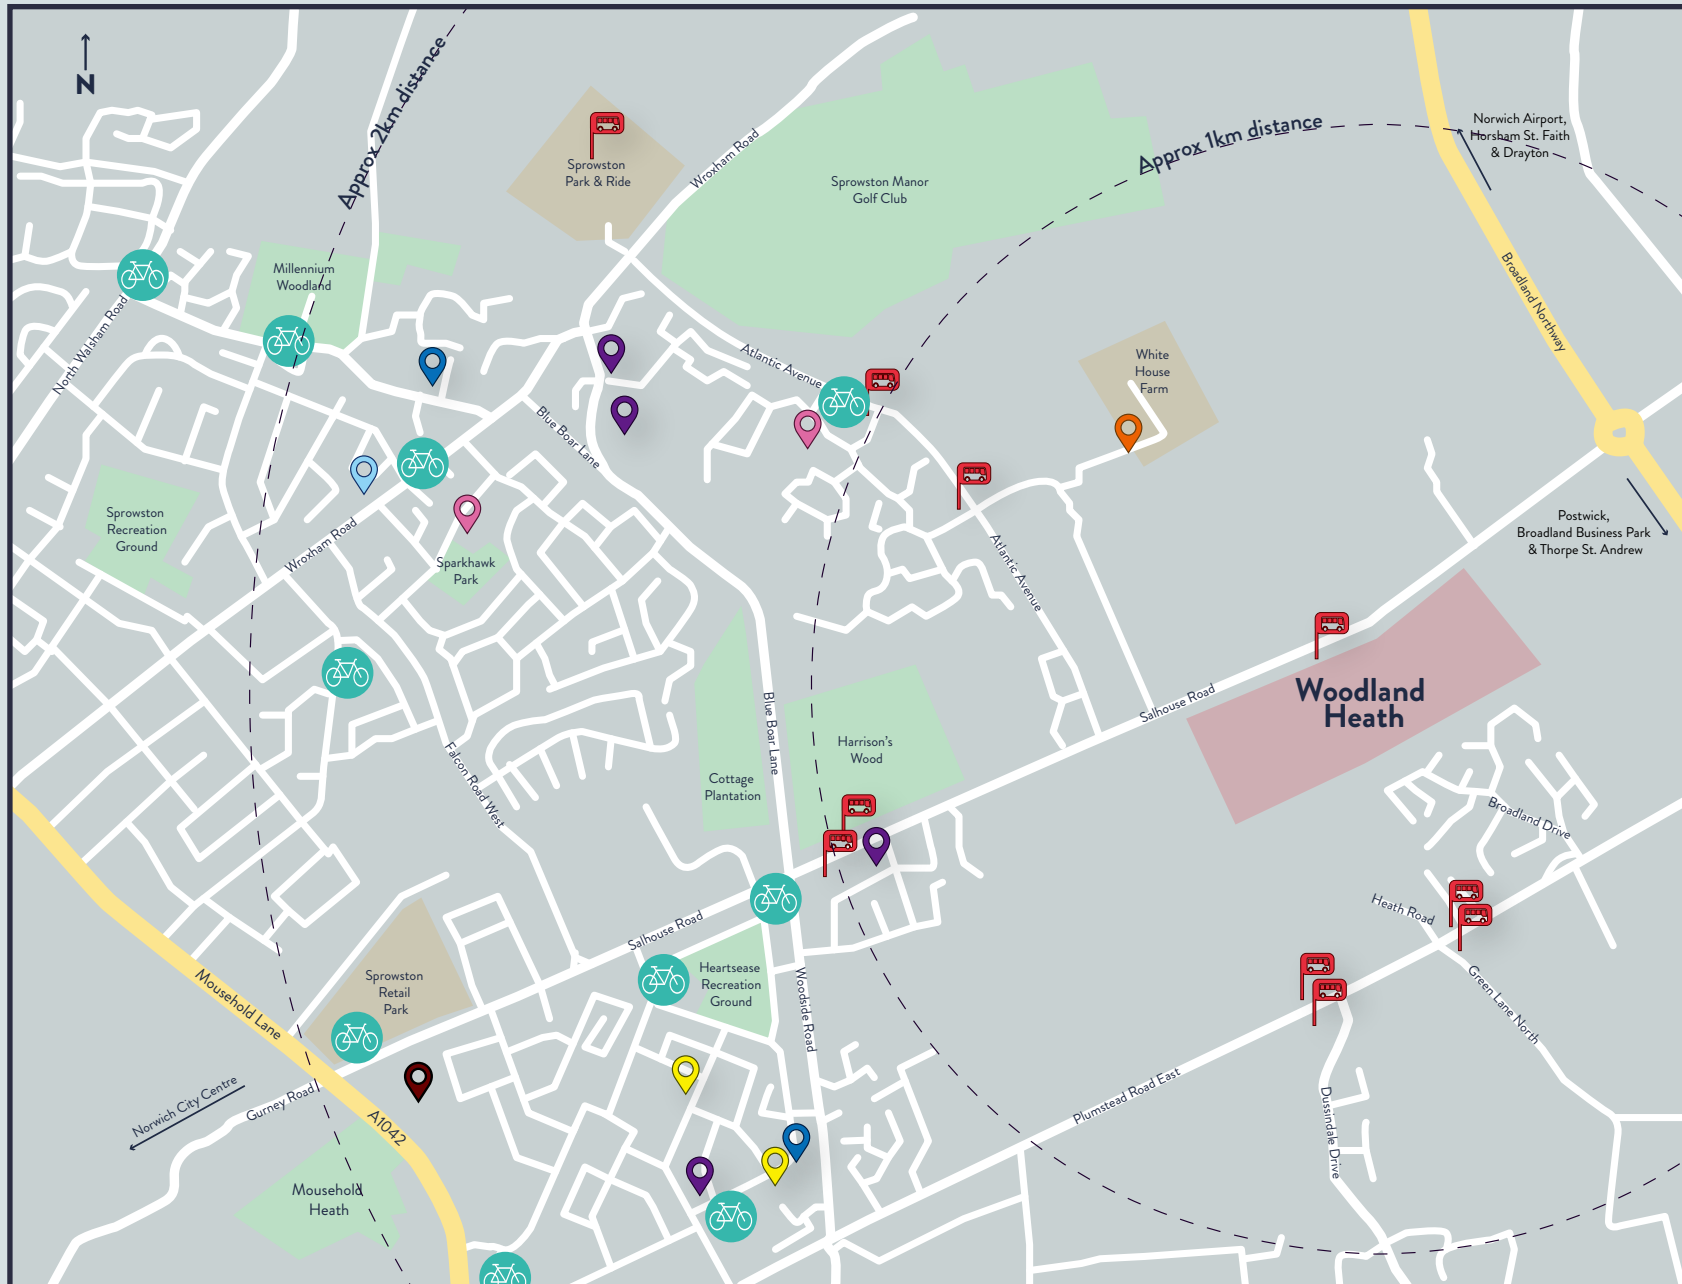 N
Approx 2km distance
Sprowston
Park & Ride
Wroxham Road
Sprowston Manor
Golf Club
Approx 1km distance
Norwich Airport,
Horsham St. Faith
& Drayton
Broadland Northway
Millennium
Woodland
North Walsham Road
Atlantic Avenue
White
House
Farm
Blue Boar Lane
Sprowston
Recreation
Ground
Wroxham Road
Sparkhawk
Park
Atlantic Avenue
Postwick,
Broadland Business Park
& Thorpe St. Andrew
Woodland
Heath
Salhouse Road
Blue Boar Lane
Harrison's
Wood
Cottage
Plantation
Falcon Road West
Broadland Drive
Heath Road
Green Lane North
Salhouse Road
Heartsease
Recreation
Ground
Woodside Road
Sprowston
Retail
Park
Mousehold Lane
Norwich City Centre
Gurney Road
A1042
Plumstead Road East
Dussindale Drive
Mousehold
Heath